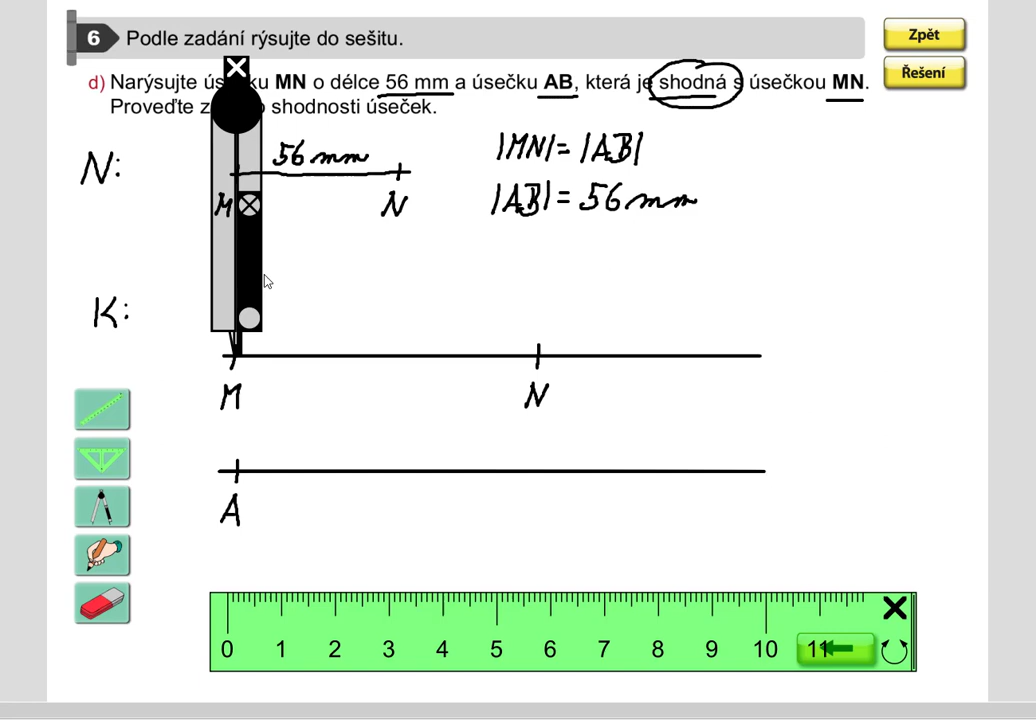 6 Podle zadání rýsujte do sešitu.
Zpět
Řešení
d) Narýsujte ús ku MN o délce 56 mm a úsečku AB, která je shodná s úsečkou MN.
Proveďte z o shodnosti úseček.
N:
56 mm
M N
|MN| = |AB|
|AB| = 56 mm
K:
M N
A
0 1 2 3 4 5 6 7 8 9 10 11